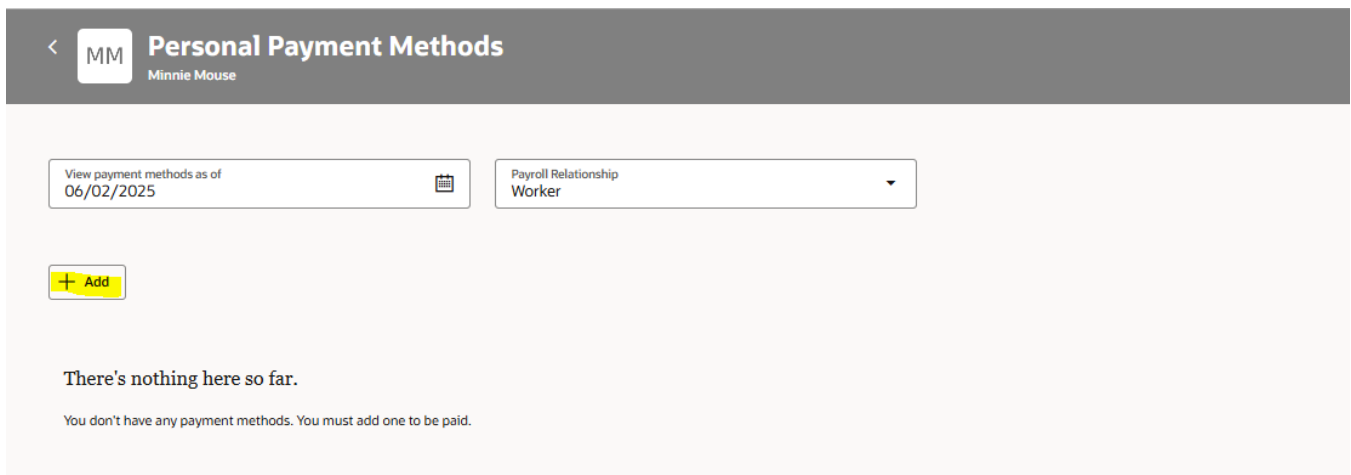 MM
Personal Payment Methods
Minnie Mouse
View payment methods as of
06/02/2025
Payroll Relationship
Worker
+ Add
There's nothing here so far.
You don't have any payment methods. You must add one to be paid.